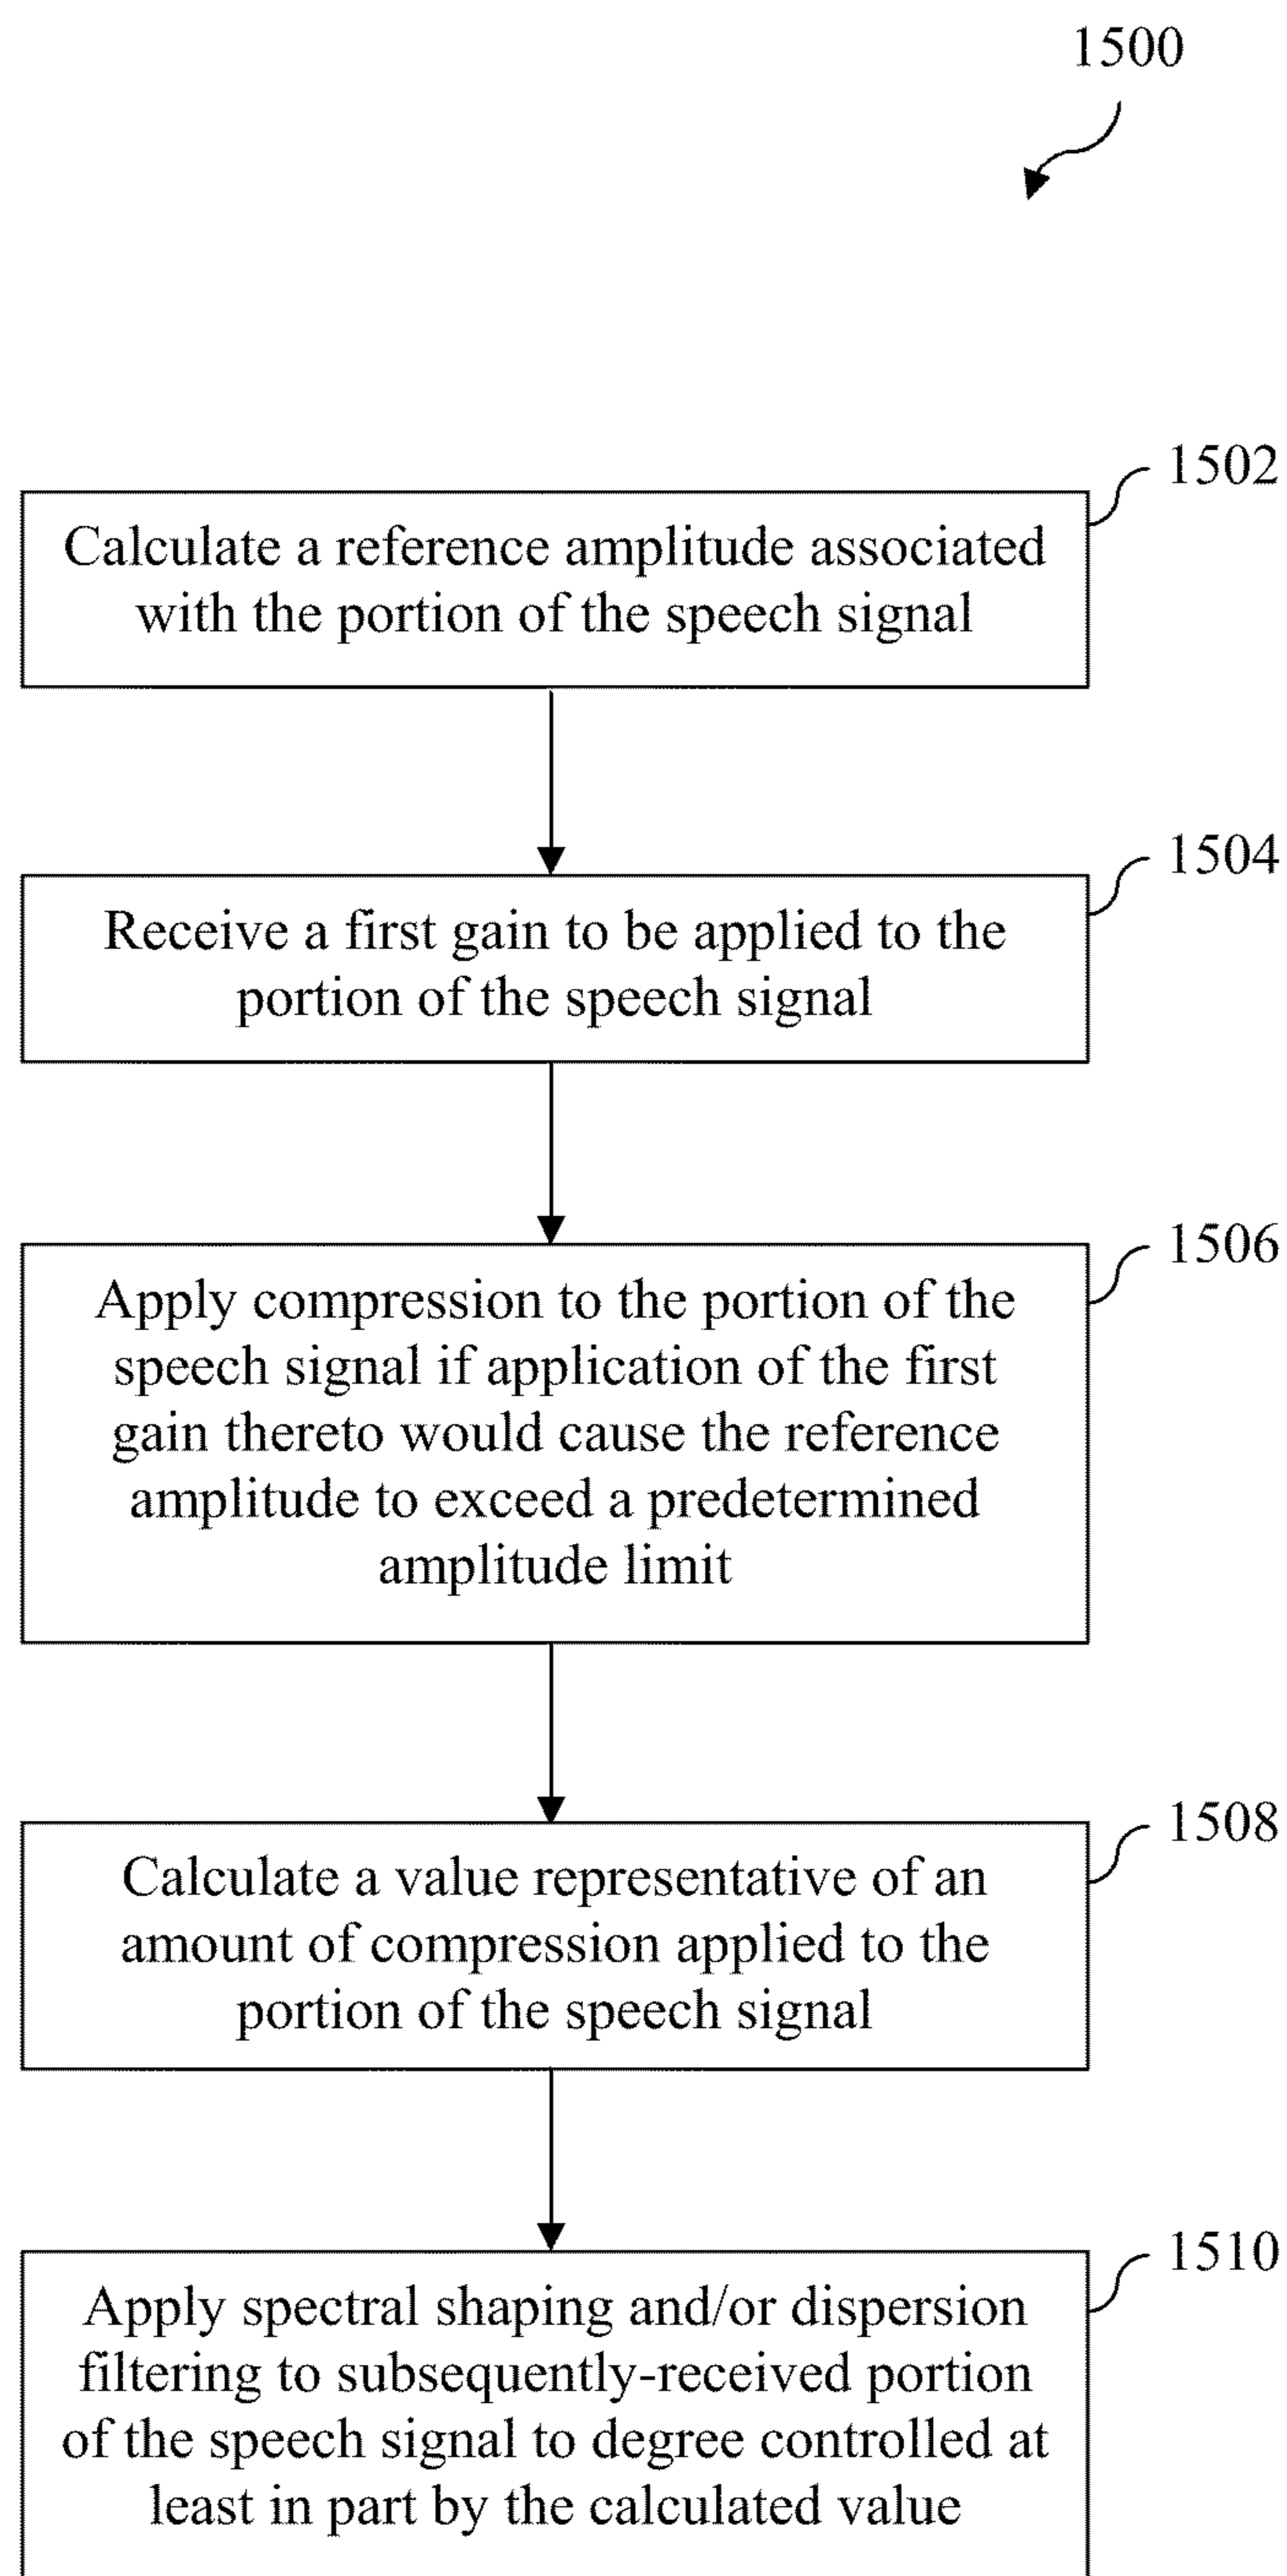 1500
1502
Calculate a reference amplitude associated
with the portion of the speech signal
1504
Receive a first gain to be applied to the
portion of the speech signal
1506
Apply compression to the portion of the
speech signal if application of the first
gain thereto would cause the reference
amplitude to exceed a predetermined
amplitude limit
1508
Calculate a value representative of an
amount of compression applied to the
portion of the speech signal
1510
Apply spectral shaping and/or dispersion
filtering to subsequently-received portion
of the speech signal to degree controlled at
least in part by the calculated value